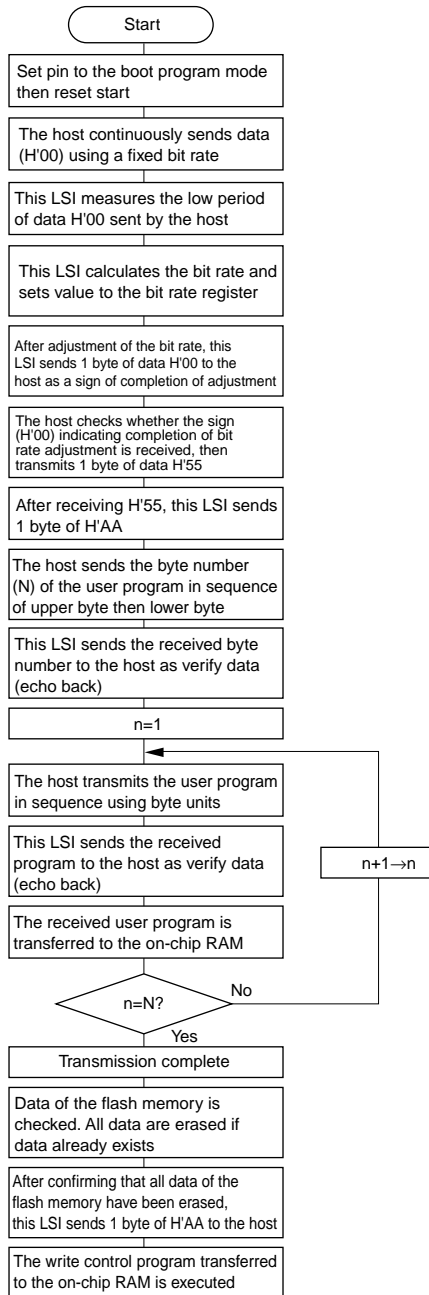 Start
Set pin to the boot program mode
then reset start
The host continuously sends data
(H'00) using a fixed bit rate
This LSI measures the low period
of data H'00 sent by the host
This LSI calculates the bit rate and
sets value to the bit rate register
After adjustment of the bit rate, this
LSI sends 1 byte of data H'00 to the
host as a sign of completion of adjustment
The host checks whether the sign
(H'00) indicating completion of bit
rate adjustment is received, then
transmits 1 byte of data H'55
After receiving H'55, this LSI sends
1 byte of H'AA
The host sends the byte number
(N) of the user program in sequence
of upper byte then lower byte
This LSI sends the received byte
number to the host as verify data
(echo back)
n=1
The host transmits the user program
in sequence using byte units
This LSI sends the received
program to the host as verify data
(echo back)
n+1→n
The received user program is
transferred to the on-chip RAM
n=N?
No
Yes
Transmission complete
Data of the flash memory is
checked. All data are erased if
data already exists
After confirming that all data of the
flash memory have been erased,
this LSI sends 1 byte of H'AA to the host
The write control program transferred
to the on-chip RAM is executed